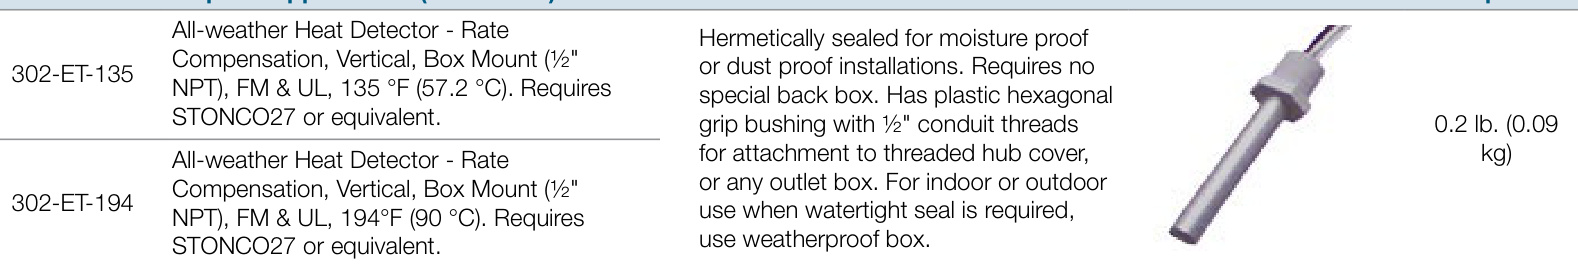 302-ET-135
All-weather Heat Detector - Rate
Compensation, Vertical, Box Mount (½"
NPT), FM & UL, 135 °F (57.2 °C). Requires
STONCO27 or equivalent.
302-ET-194
All-weather Heat Detector - Rate
Compensation, Vertical, Box Mount (½"
NPT), FM & UL, 194°F (90 °C). Requires
STONCO27 or equivalent.
Hermetically sealed for moisture proof
or dust proof installations. Requires no
special back box. Has plastic hexagonal
grip bushing with ½" conduit threads
for attachment to threaded hub cover,
or any outlet box. For indoor or outdoor
use when watertight seal is required,
use weatherproof box.
0.2 lb. (0.09
kg)